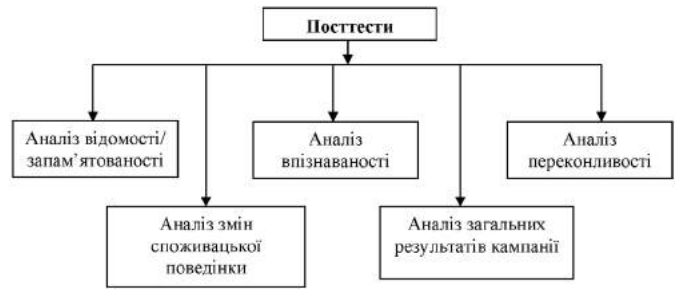 Посттести
Аналіз відомості/
запам’ятованості
Аналіз
впізнаваності
Аналіз
переконливості
Аналіз змін
споживацької
поведінки
Аналіз загальних
результатів кампанії